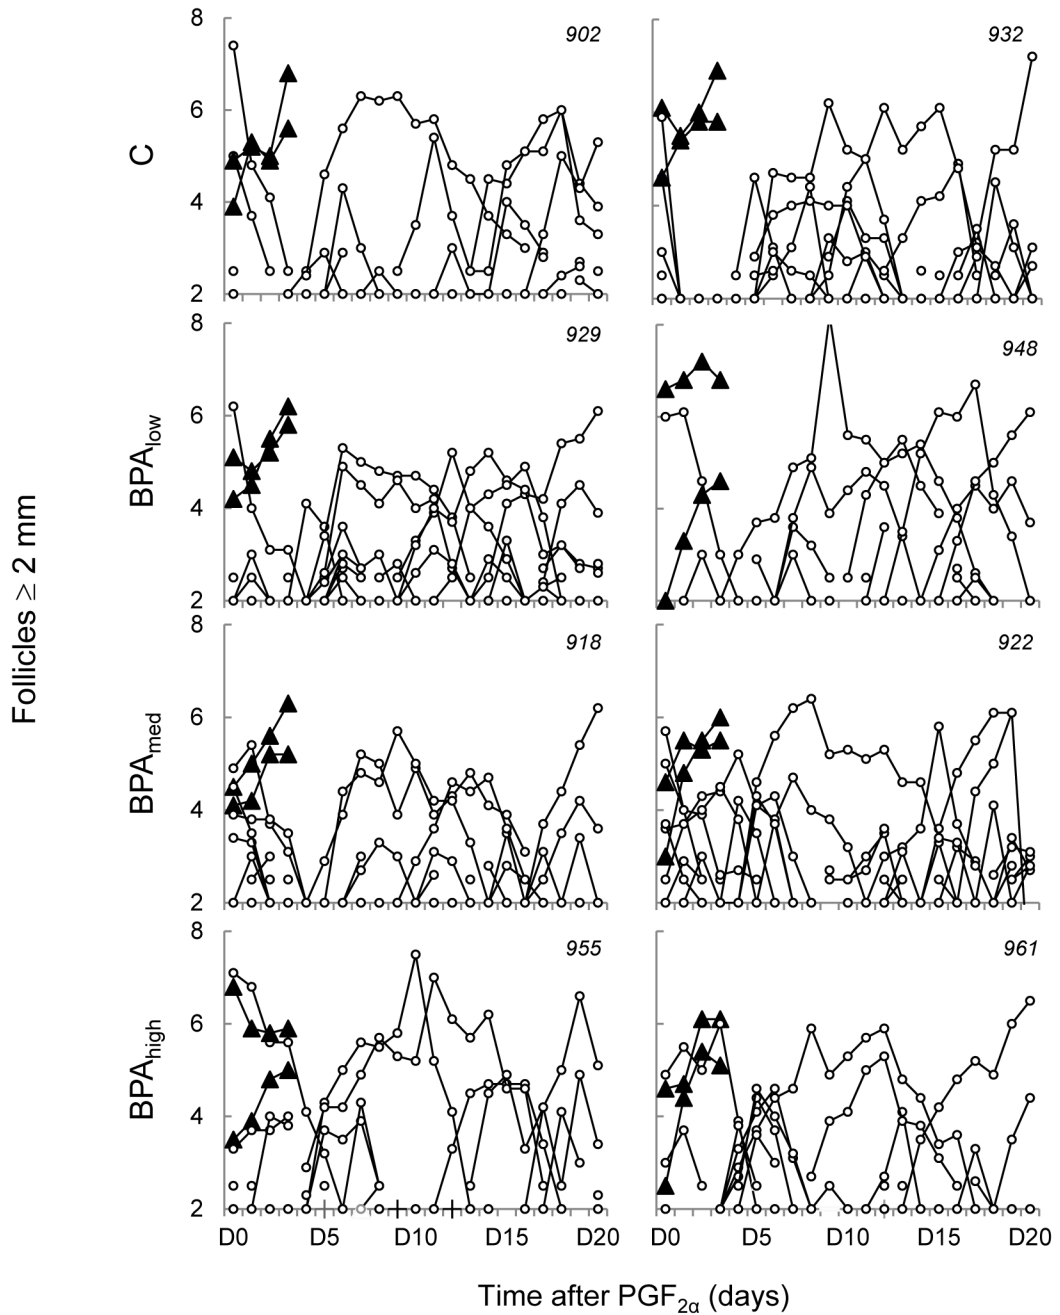 8 902 932
6
C
4
2
8 929 948
6
BPAlow
4
2
Follicles ≥ 2 mm
8 918 922
6
BPAmed
4
2
8 955 961
6
BPAhigh
4
2
D0 D5 D10 D15 D20 D0 D5 D10 D15 D20
Time after PGF2α (days)